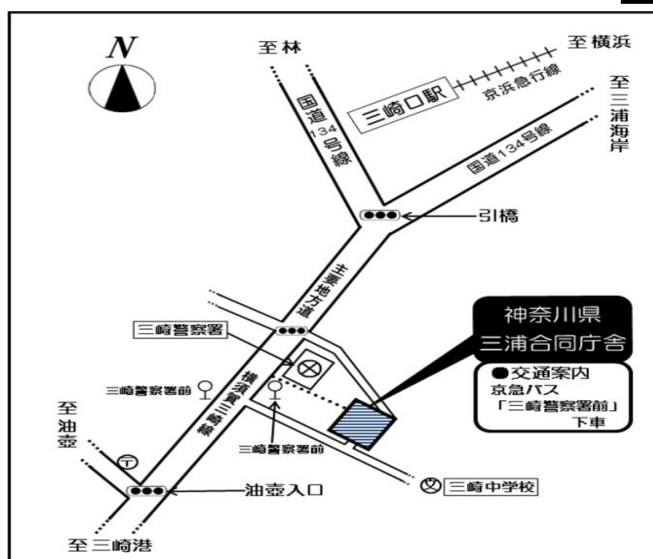 N
至林
至横浜
三崎口駅
京浜急行線
至三浦海岸
国道134号線
国道134号線
引橋
主要地方道
神奈川県
三浦合同庁舎
●交通案内
京急バス
「三崎警察署前」
下車
三崎警察署
三崎警察署前
横須賀三崎線
三崎警察署前
至油壺
〒
油壺入口
文
三崎中学校
至三崎港